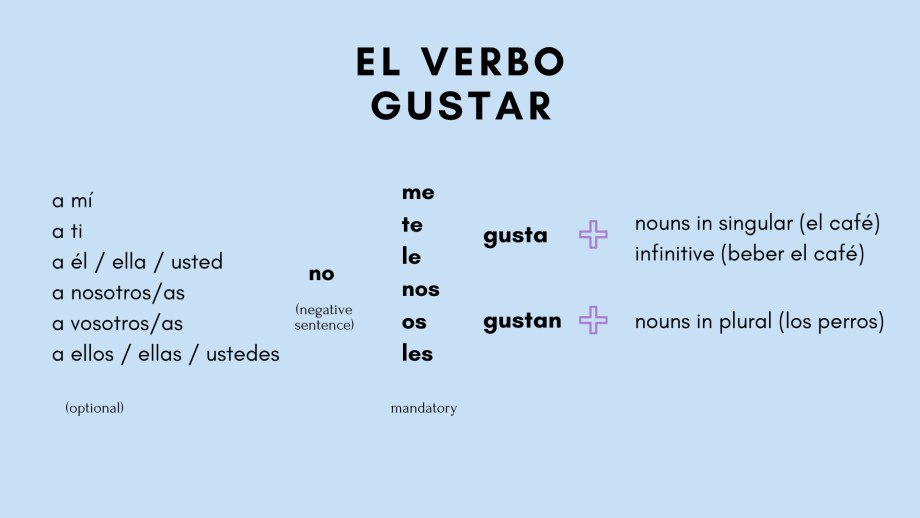 EL VERBO
GUSTAR
a mí
a ti
a él / ella / usted
a nosotros/as
a vosotros/as
a ellos / ellas / ustedes
(optional)
no
(negative
sentence)
me
te
le
nos
os
les
mandatory
gusta
gustan
nouns in singular (el café)
infinitive (beber el café)
nouns in plural (los perros)